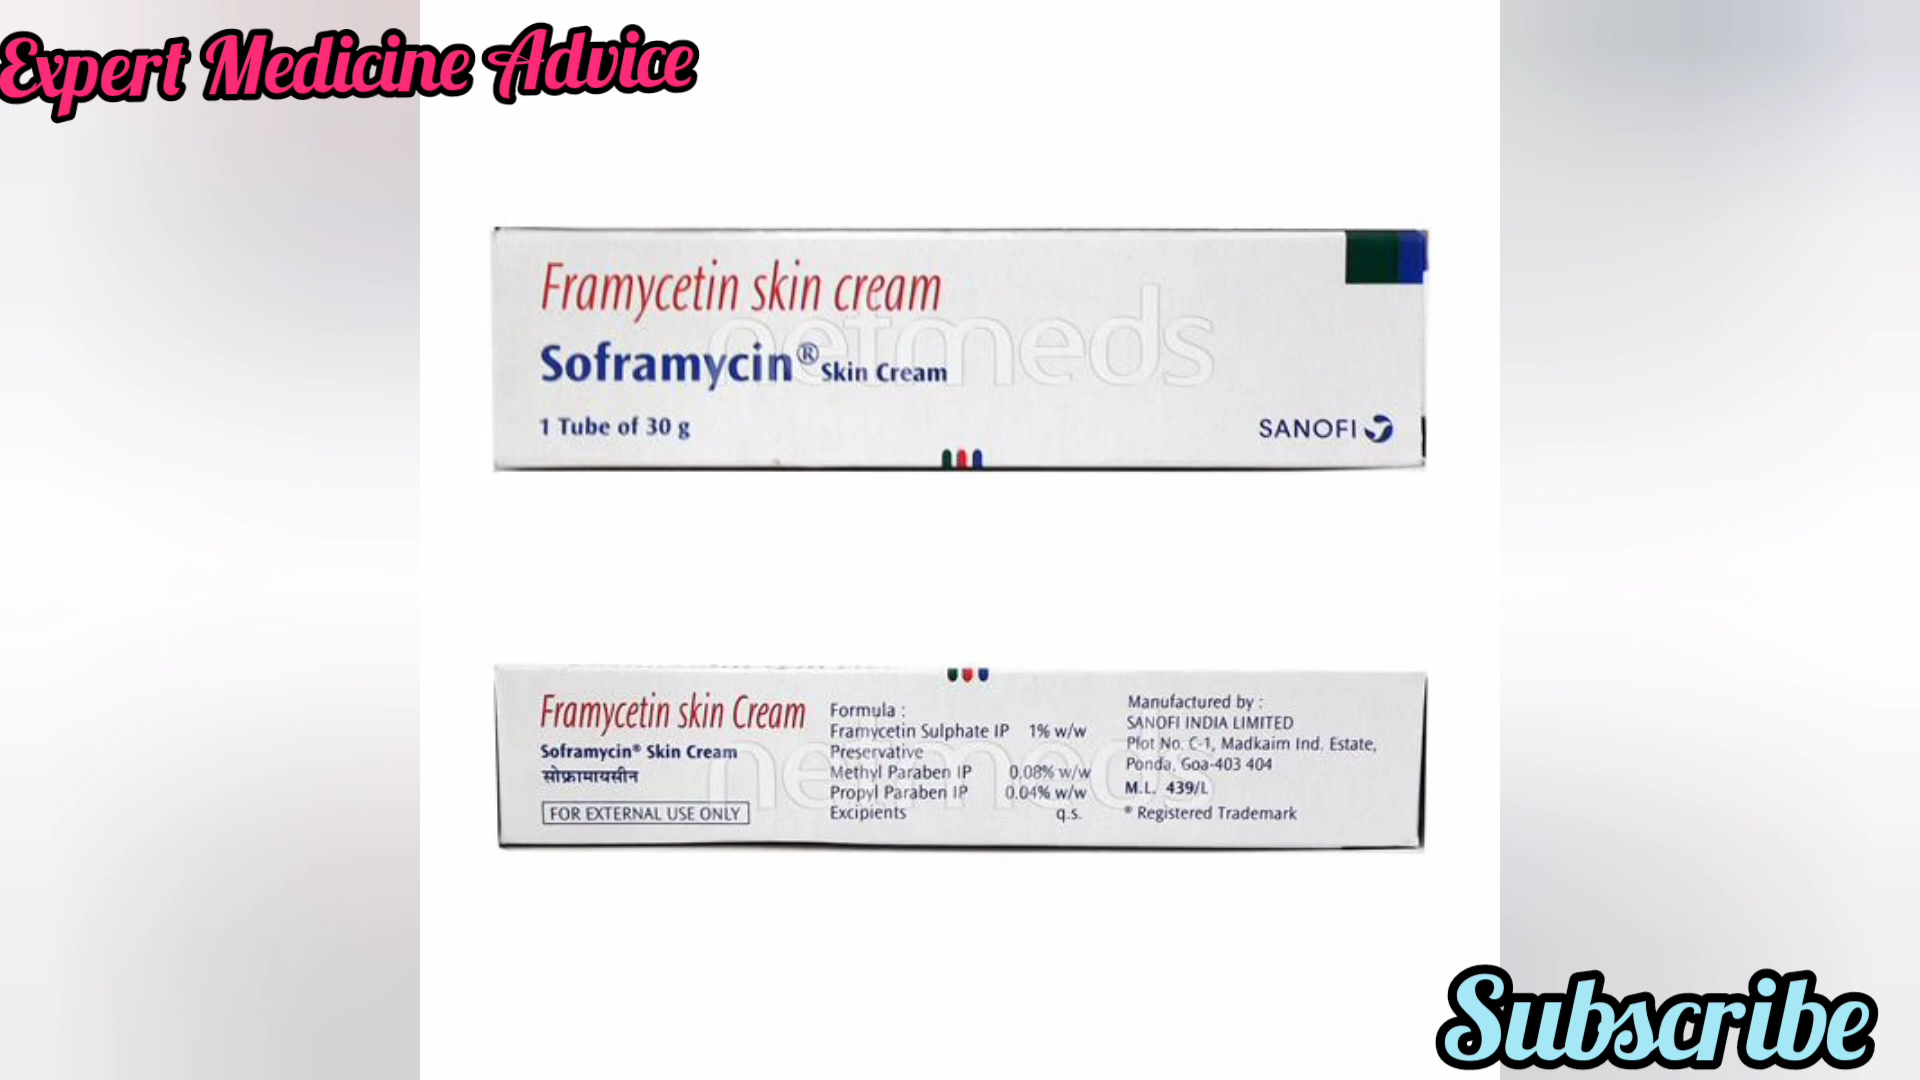 Expert Medicine Advice
Framycetin skin cream
Soframycin® Skin Cream
1 Tube of 30 g
SANOFI
netmeds
Framycetin skin Cream
Soframycin® Skin Cream
सोफ्रामायसीन
FOR EXTERNAL USE ONLY
Formula :
Framycetin Sulphate IP 1% w/w
Preservative
Methyl Paraben IP 0.08% w/w
Propyl Paraben IP 0.04% w/w
Excipients q.s.
Manufactured by :
SANOFI INDIA LIMITED
Plot No. C-1, Madkaim Ind. Estate,
Ponda, Goa-403 404
M.L. 439/L
® Registered Trademark
netmeds
Subscribe